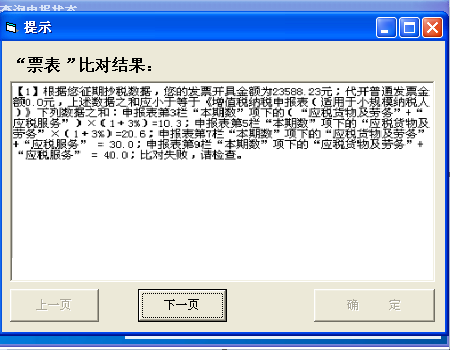 查询申报状态
提示
“票表”比对结果：
【1】根据您征期抄税数据，您的发票开具金额为23588.23元；代开普通发票金
额0.0元，上述数据之和应小于等于《增值税纳税申报表（适用于小规模纳税人
）》下列数据之和：申报表第3栏“本期数”项下的（“应税货物及劳务”+“
应税服务”）×（1+3%）=10.3；申报表第5栏“本期数”项下的“应税货物及
劳务”×（1+3%）=20.6；申报表第7栏“本期数”项下的“应税货物及劳务”
+“应税服务” = 30.0；申报表第9栏“本期数”项下的“应税货物及劳务”+
“应税服务” = 40.0；比对失败，请检查。
上一页
下一页
确 定